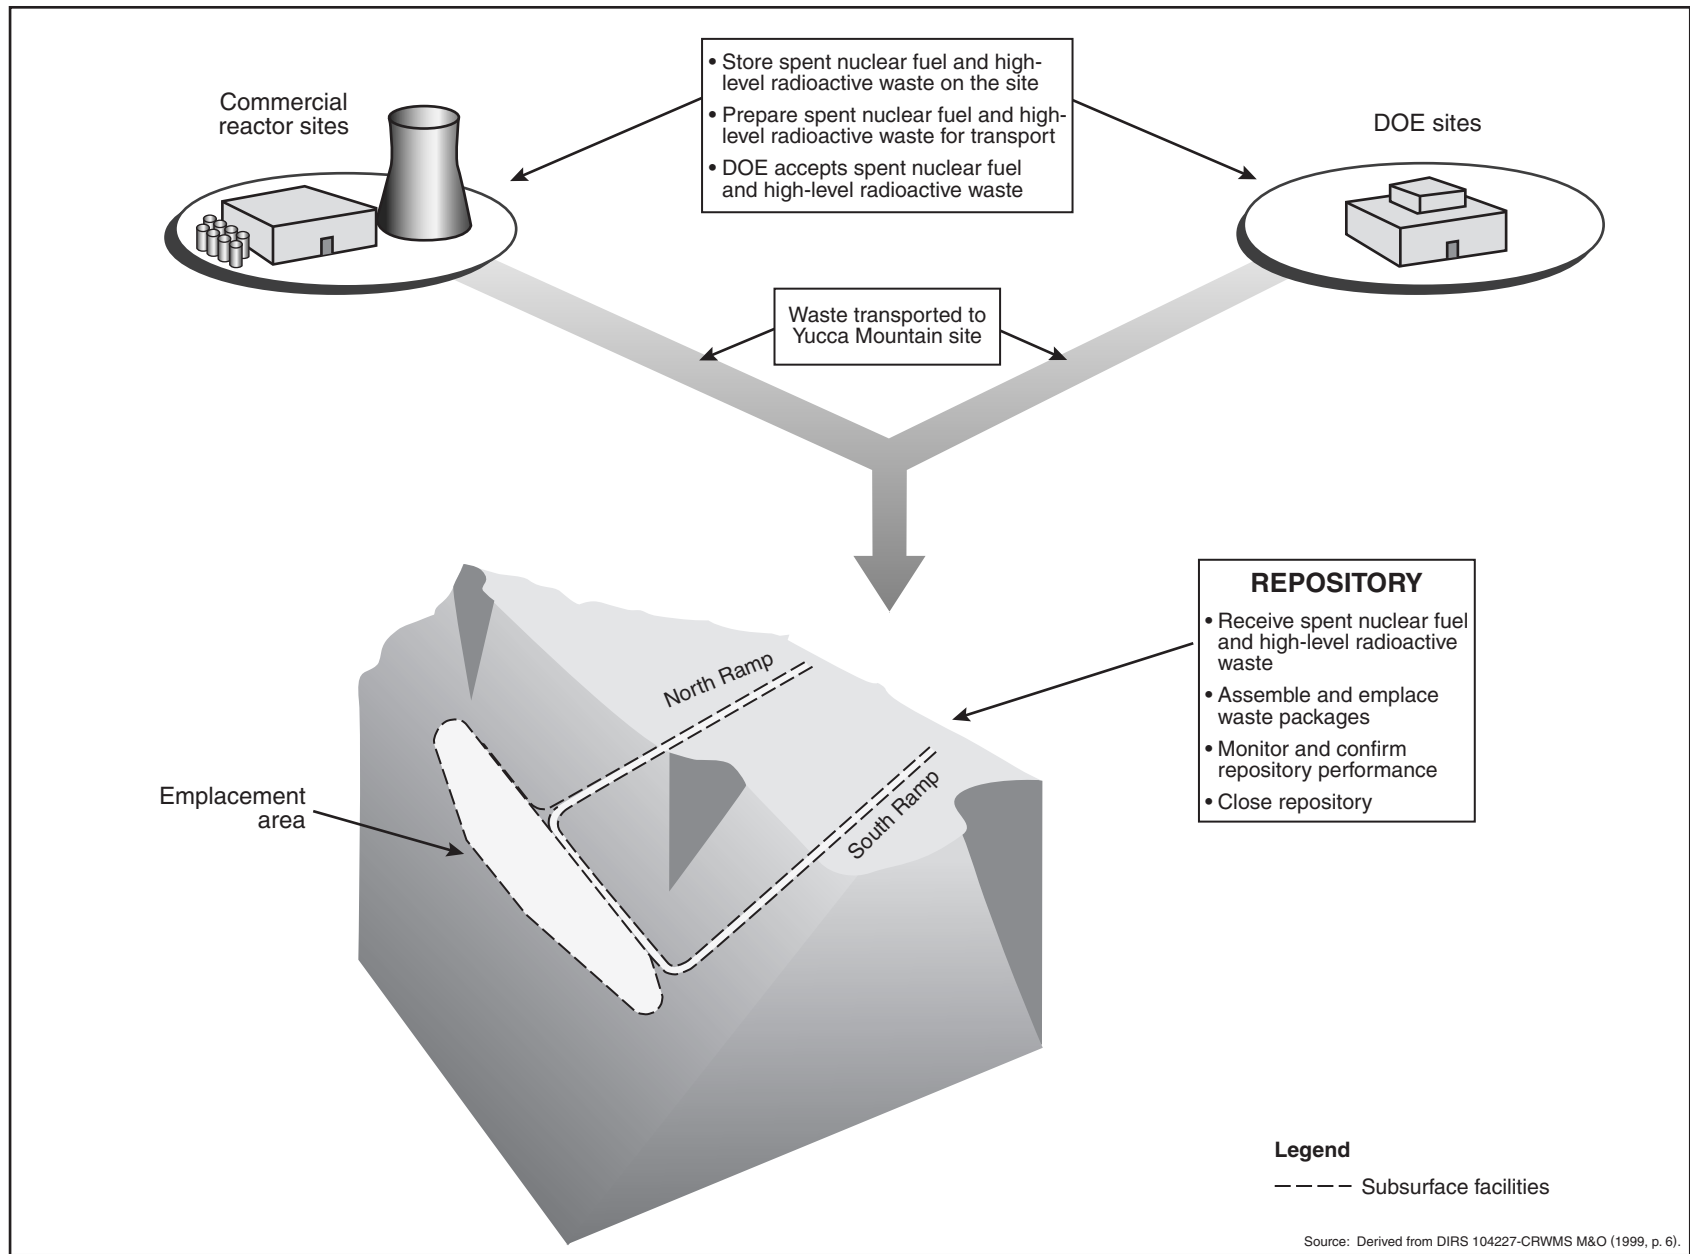 Commercial
reactor sites
• Store spent nuclear fuel and high-
level radioactive waste on the site
• Prepare spent nuclear fuel and high-
level radioactive waste for transport
• DOE accepts spent nuclear fuel
and high-level radioactive waste
DOE sites
Waste transported to
Yucca Mountain site
REPOSITORY
• Receive spent nuclear fuel
and high-level radioactive
waste
• Assemble and emplace
waste packages
• Monitor and confirm
repository performance
• Close repository
North Ramp
South Ramp
Emplacement
area
Legend
Subsurface facilities
Source: Derived from DIRS 104227-CRWMS M&O (1999, p. 6).